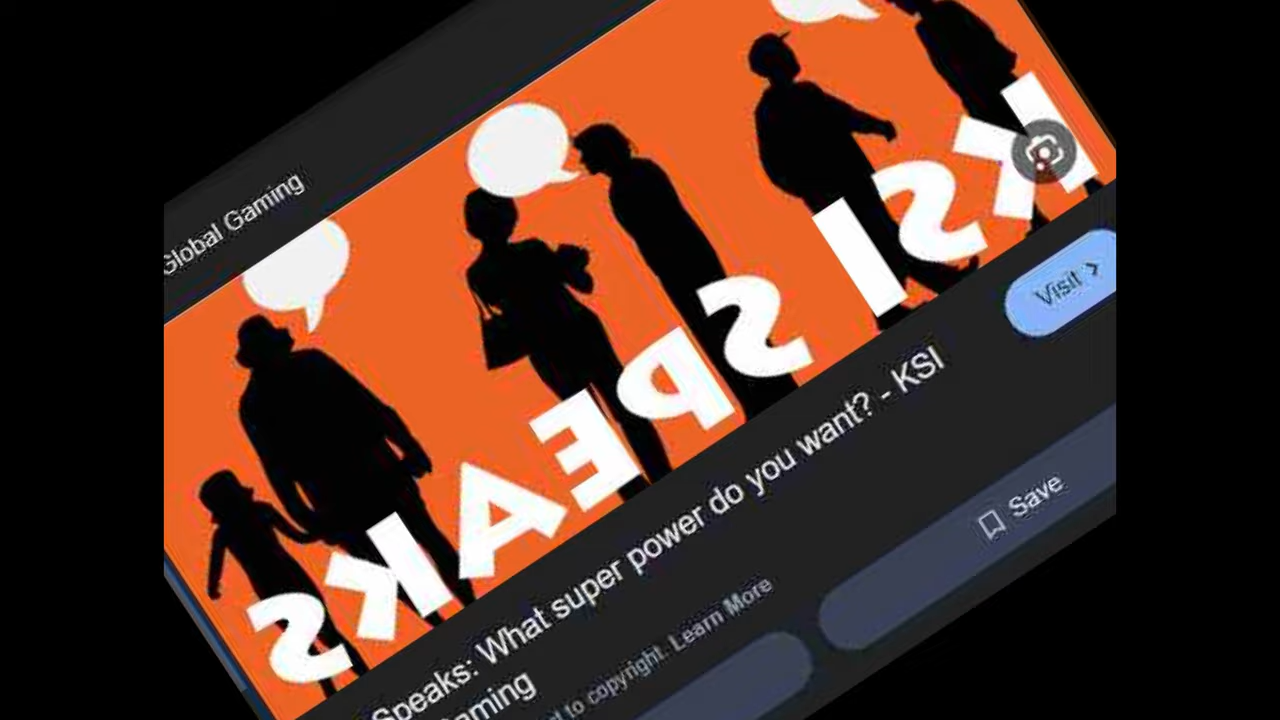 Global Gaming
KSI SPEAKS
Visit
Speaks: What super power do you want? - KSI
Gaming
to copyright. Learn More
Save